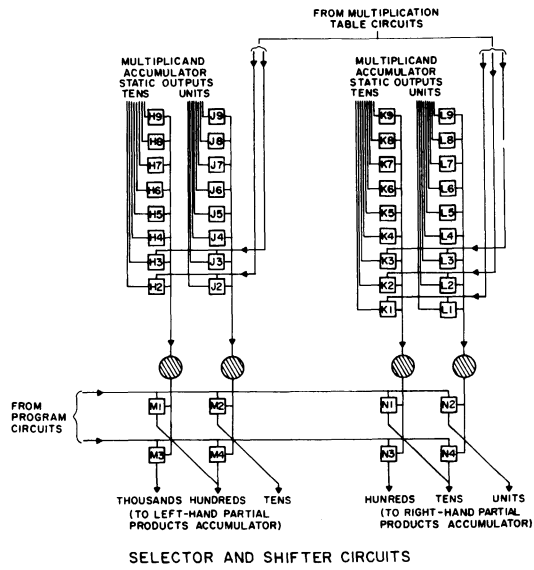 FROM MULTIPLICATION
TABLE CIRCUITS
MULTIPLICAND
ACCUMULATOR
STATIC OUTPUTS
TENS UNITS
MULTIPLICAND
ACCUMULATOR
STATIC OUTPUTS
TENS UNITS
H9 J9 K9 L9
H8 J8 K8 L8
H7 J7 K7 L7
H6 J6 K6 L6
H5 J5 K5 L5
H4 J4 K4 L4
H3 J3 K3 L3
H2 J2 K2 L2
K1 L1
M1 M2 N1 N2
FROM
PROGRAM
CIRCUITS
M3 M4 N3 N4
THOUSANDS HUNDREDS TENS
(TO LEFT-HAND PARTIAL
PRODUCTS ACCUMULATOR)
HUNREDS TENS UNITS
(TO RIGHT-HAND PARTIAL
PRODUCTS ACCUMULATOR)
SELECTOR AND SHIFTER CIRCUITS